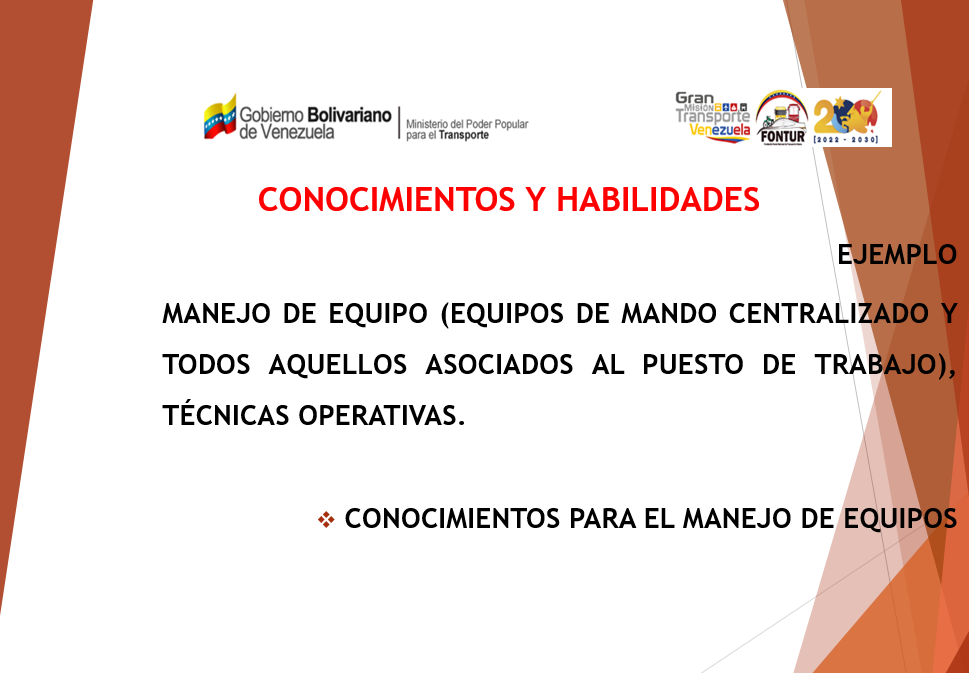 Gobierno Bolivariano
de Venezuela
Ministerio del Poder Popular
para el Transporte
Gran
Misión
Transporte
Venezuela
FONTUR
200
[2022 - 2030]
CONOCIMIENTOS Y HABILIDADES
EJEMPLO
MANEJO DE EQUIPO (EQUIPOS DE MANDO CENTRALIZADO Y
TODOS AQUELLOS ASOCIADOS AL PUESTO DE TRABAJO),
TÉCNICAS OPERATIVAS.
❖ CONOCIMIENTOS PARA EL MANEJO DE EQUIPOS